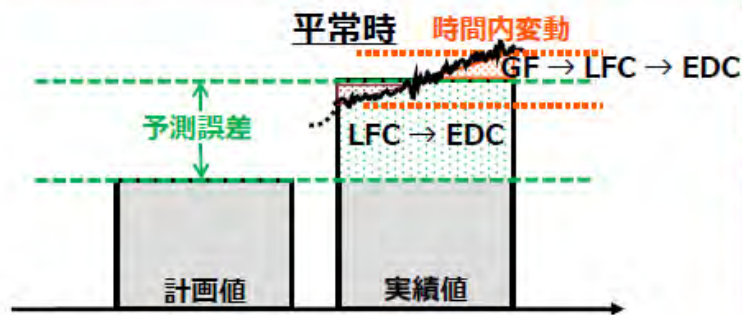 平常時
時間内変動
GF → LFC → EDC
予測誤差
LFC → EDC
計画値
実績値